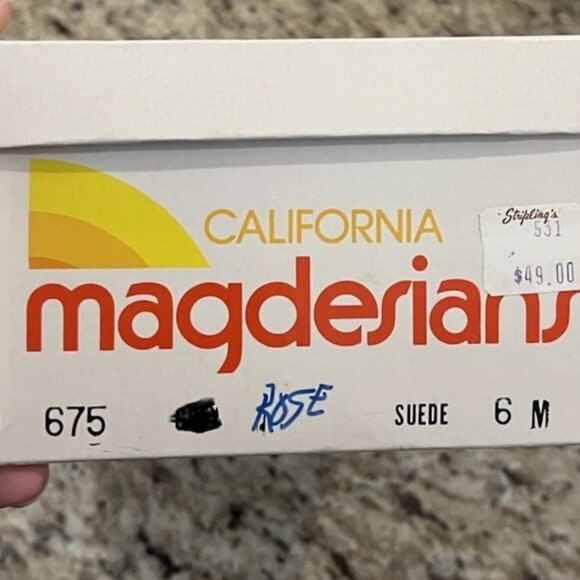 CALIFORNIA
magdesians
Stripling's
531
$49.00
675 ROSE SUEDE 6 M